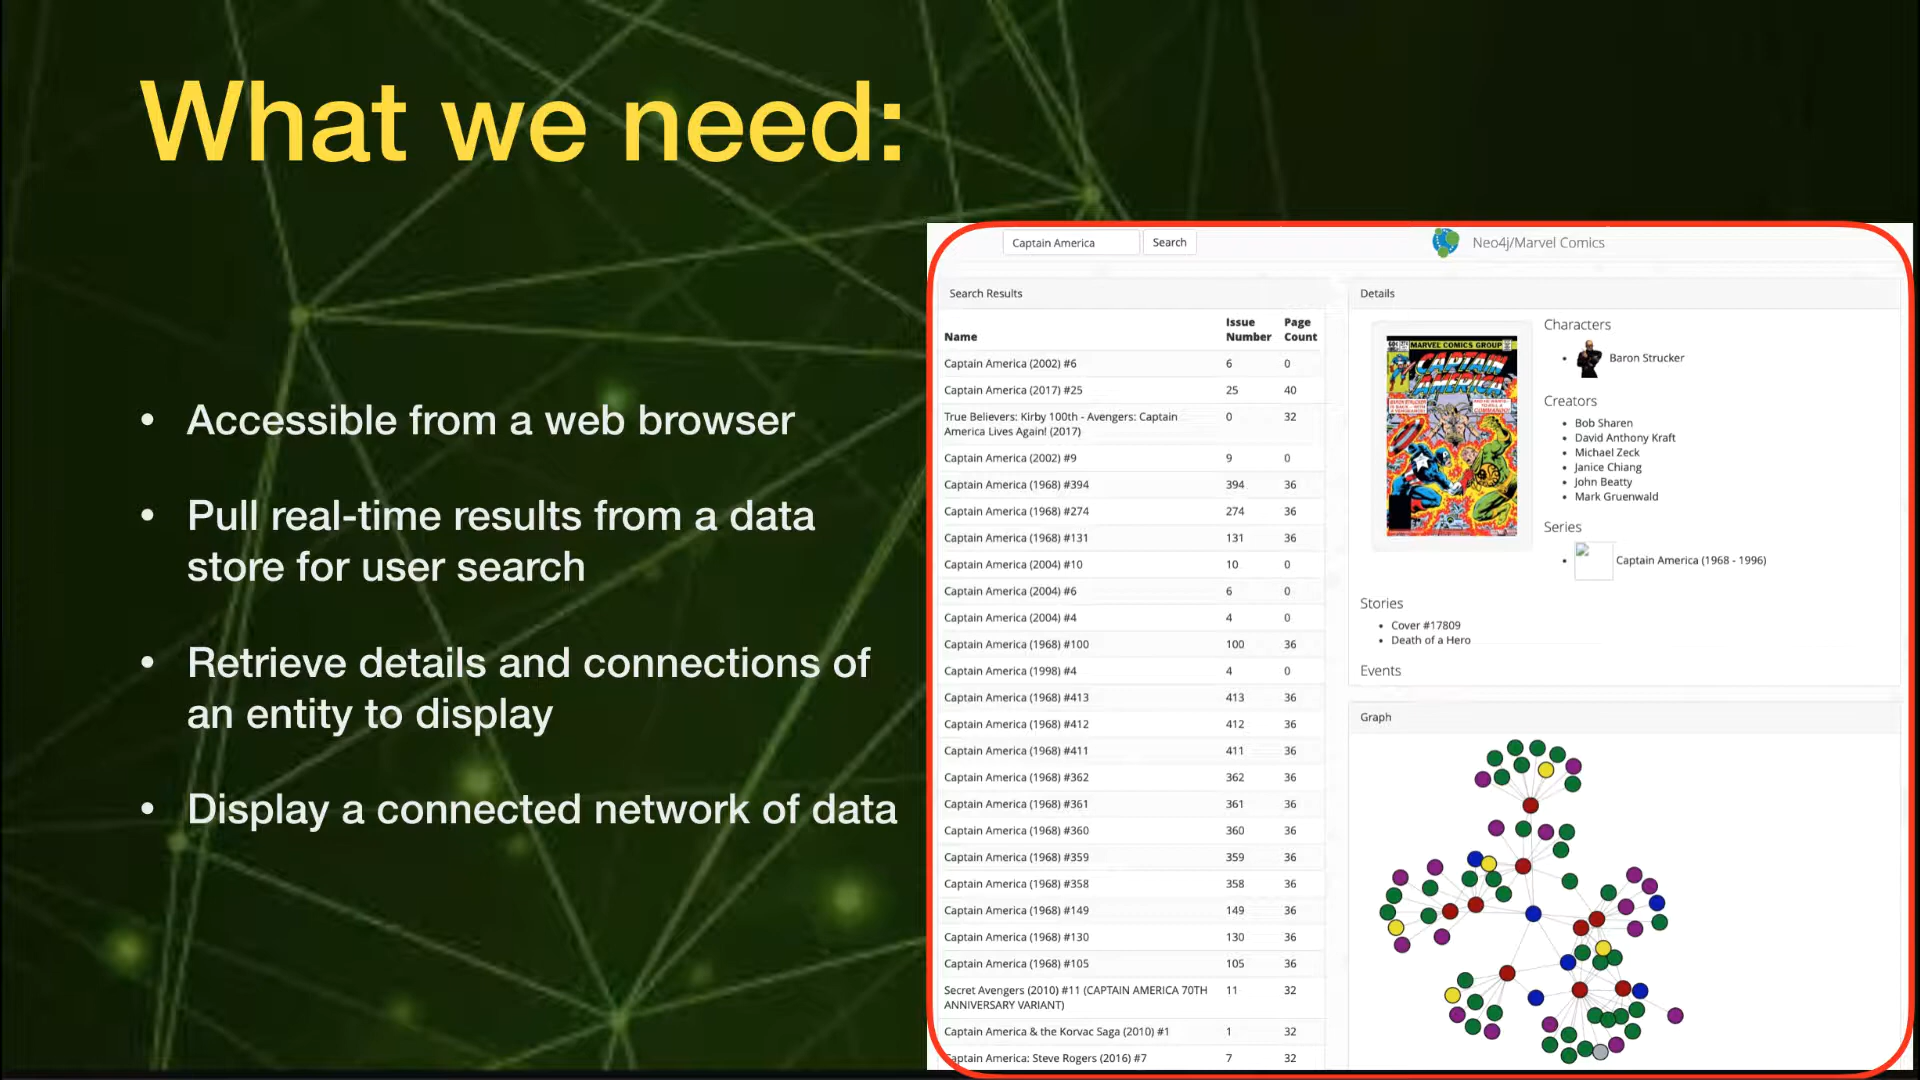 What we need:
• Accessible from a web browser
• Pull real-time results from a data
store for user search
• Retrieve details and connections of
an entity to display
• Display a connected network of data
Captain America Search
Neo4j/Marvel Comics
Search Results
Name Issue Number Page Count
Captain America (2002) #6 6 0
Captain America (2017) #25 25 40
True Believers: Kirby 100th - Avengers: Captain
America Lives Again! (2017) 0 32
Captain America (2002) #9 9 0
Captain America (1968) #394 394 36
Captain America (1968) #274 274 36
Captain America (1968) #131 131 36
Captain America (2004) #10 10 0
Captain America (2004) #6 6 0
Captain America (2004) #4 4 0
Captain America (1968) #100 100 36
Captain America (1998) #4 4 0
Captain America (1968) #413 413 36
Captain America (1968) #412 412 36
Captain America (1968) #411 411 36
Captain America (1968) #362 362 36
Captain America (1968) #361 361 36
Captain America (1968) #360 360 36
Captain America (1968) #359 359 36
Captain America (1968) #358 358 36
Captain America (1968) #149 149 36
Captain America (1968) #130 130 36
Captain America (1968) #105 105 36
Secret Avengers (2010) #11 (CAPTAIN AMERICA 70TH
ANNIVERSARY VARIANT) 11 32
Captain America & the Korvac Saga (2010) #1 1 32
Captain America: Steve Rogers (2016) #7 7 32
Details
MARVEL COMICS GROUP
CAPTAIN
AMERICA
Characters
• Baron Strucker
Creators
• Bob Sharen
• David Anthony Kraft
• Michael Zeck
• Janice Chiang
• John Beatty
• Mark Gruenwald
Series
• Captain America (1968 - 1996)
Stories
• Cover #17809
• Death of a Hero
Events
Graph